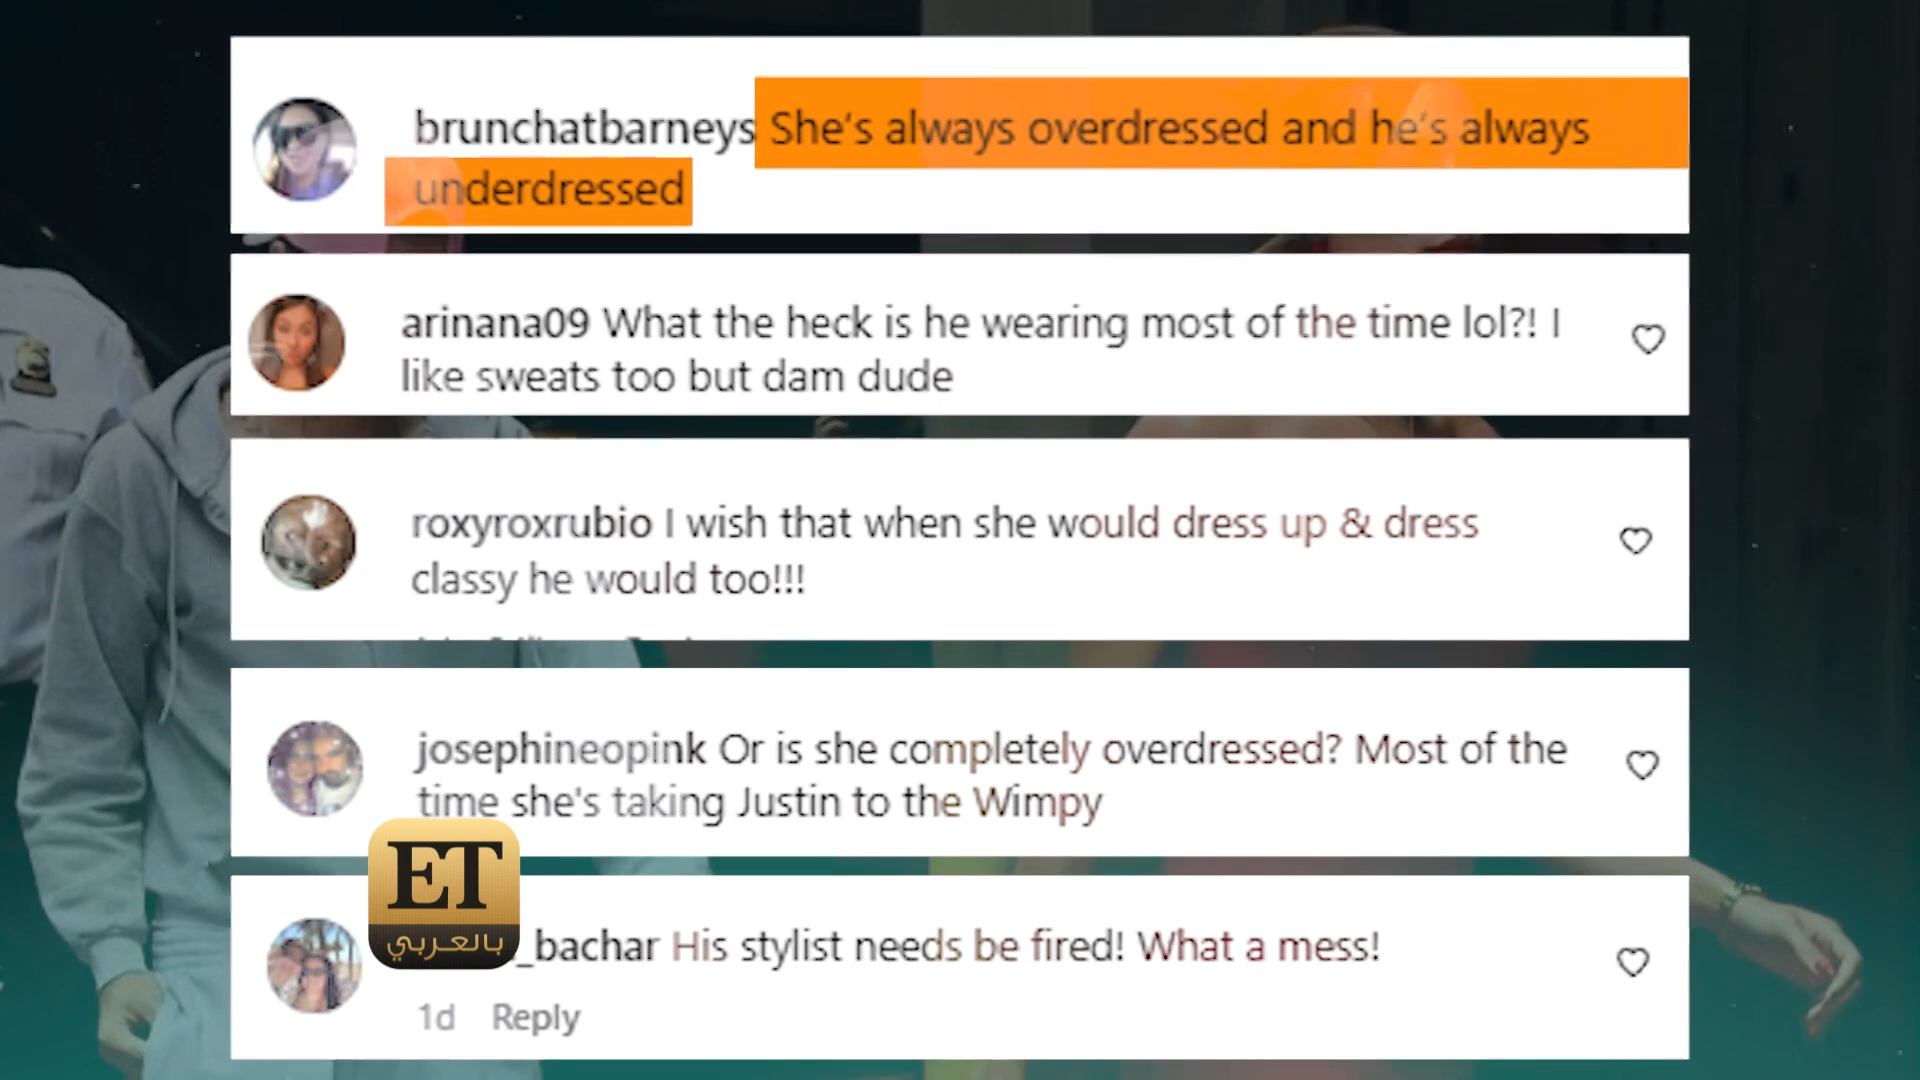 brunchatbarneys She's always overdressed and he's always
underdressed
arinana09 What the heck is he wearing most of the time lol?! I
like sweats too but dam dude
roxyroxrubio I wish that when she would dress up & dress
classy he would too!!!
josephineopink Or is she completely overdressed? Most of the
time she's taking Justin to the Wimpy
ET
بالعربي
_bachar His stylist needs be fired! What a mess!
1d Reply